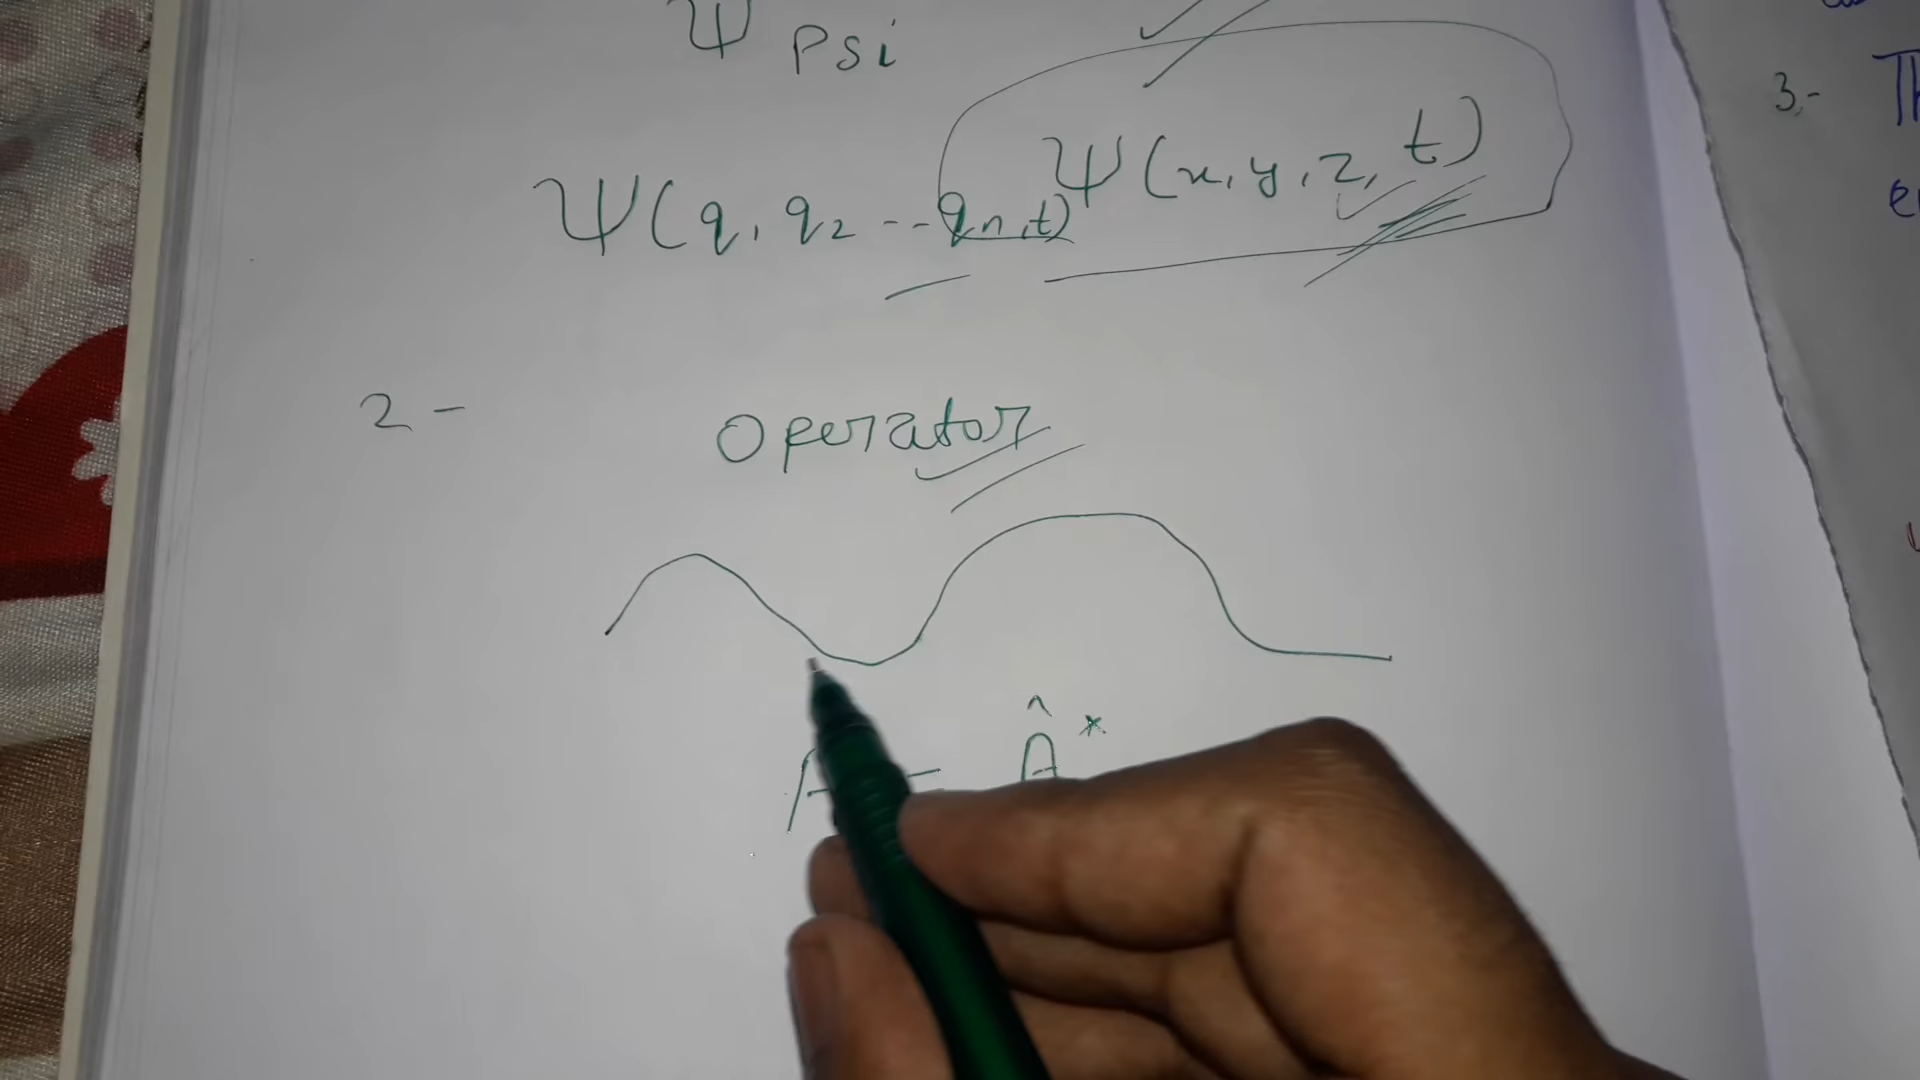 Ψ Psi
Ψ(x, y, z, t)
Ψ(q, q2 --qn,t)
2 -
Operator
= Â*
3,-